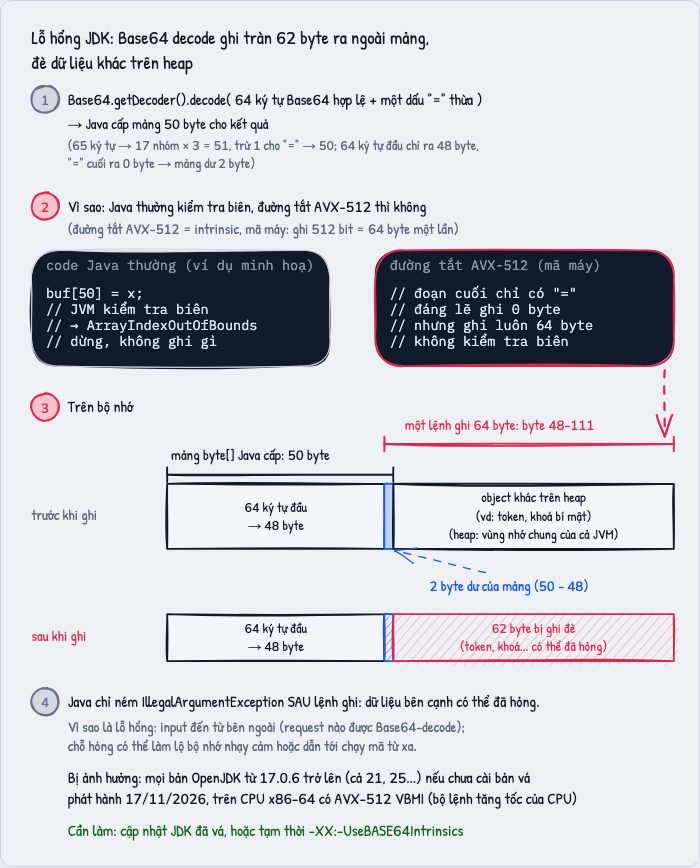 Lỗ hổng JDK: Base64 decode ghi tràn 62 byte ra ngoài mảng,
đè dữ liệu khác trên heap
1 Base64.getDecoder().decode( 64 ký tự Base64 hợp lệ + một dấu "=" thừa )
→ Java cấp mảng 50 byte cho kết quả
(65 ký tự → 17 nhóm × 3 = 51, trừ 1 cho "=" → 50; 64 ký tự đầu chỉ ra 48 byte,
"=" cuối ra 0 byte → mảng dư 2 byte)
2 Vì sao: Java thường kiểm tra biên, đường tắt AVX-512 thì không
(đường tắt AVX-512 = intrinsic, mã máy: ghi 512 bit = 64 byte một lần)
code Java thường (ví dụ minh hoạ)
buf[50] = x;
// JVM kiểm tra biên
// → ArrayIndexOutOfBounds
// dừng, không ghi gì
đường tắt AVX-512 (mã máy)
// đoạn cuối chỉ có "="
// đáng lẽ ghi 0 byte
// nhưng ghi luôn 64 byte
// không kiểm tra biên
3 Trên bộ nhớ
một lệnh ghi 64 byte: byte 48-111
mảng byte[] Java cấp: 50 byte
trước khi ghi
64 ký tự đầu
→ 48 byte
object khác trên heap
(vd: token, khoá bí mật)
(heap: vùng nhớ chung của cả JVM)
2 byte dư của mảng (50 - 48)
sau khi ghi
64 ký tự đầu
→ 48 byte
62 byte bị ghi đè
(token, khoá... có thể đã hỏng)
4 Java chỉ ném IllegalArgumentException SAU lệnh ghi: dữ liệu bên cạnh có thể đã hỏng.
Vì sao là lỗ hổng: input đến từ bên ngoài (request nào được Base64-decode);
chỗ hỏng có thể làm lộ bộ nhớ nhạy cảm hoặc dẫn tới chạy mã từ xa.
Bị ảnh hưởng: mọi bản OpenJDK từ 17.0.6 trở lên (cả 21, 25...) nếu chưa cài bản vá
phát hành 17/11/2026, trên CPU x86-64 có AVX-512 VBMI (bộ lệnh tăng tốc của CPU)
Cần làm: cập nhật JDK đã vá, hoặc tạm thời -XX:-UseBASE64Intrinsics